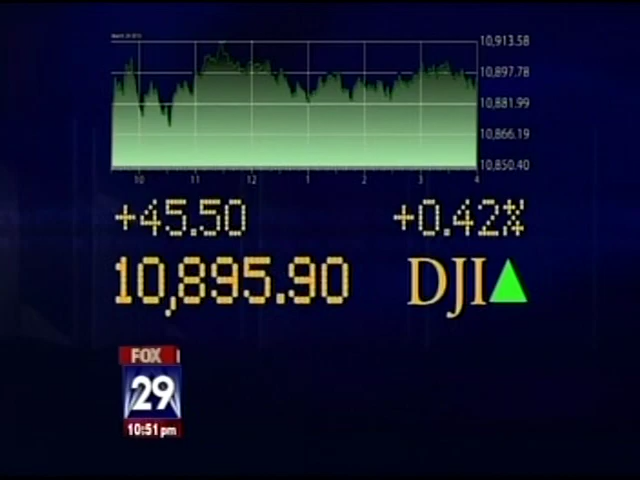 10,913.58
10,897.78
10,881.99
10,866.19
10,850.40
10 11 12 1 2 3 4
+45.50 +0.42%
10,895.90 DJI
FOX
29
10:51 pm